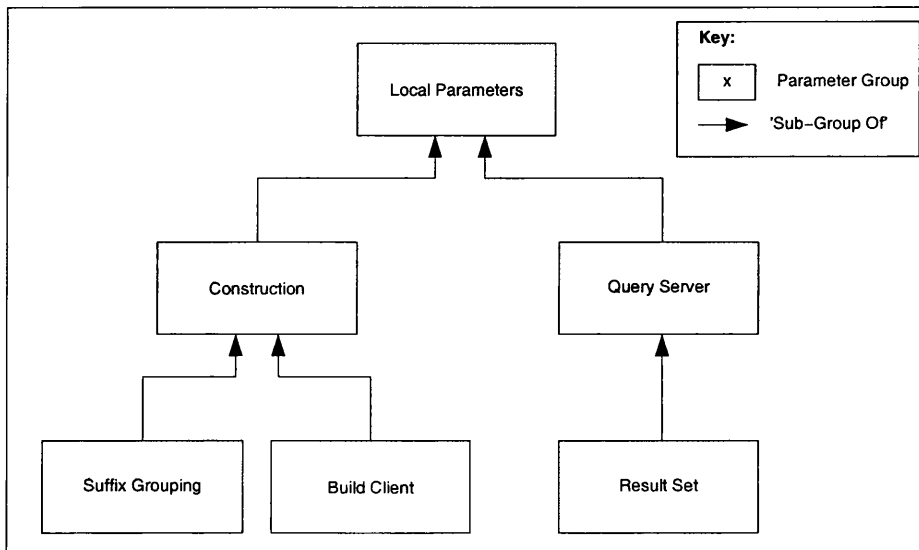 Key:
x Parameter Group
'Sub-Group Of'
Local Parameters
Construction
Query Server
Suffix Grouping
Build Client
Result Set